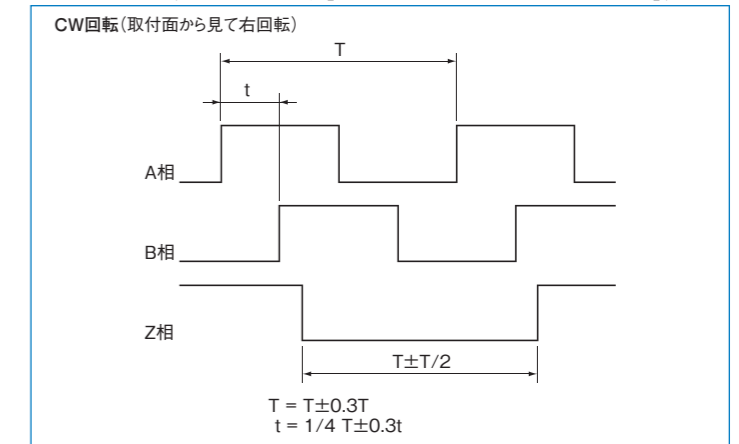 CW回転(取付面から見て右回転)
T
t
A相
B相
Z相
T±T/2
T = T±0.3T
t = 1/4 T±0.3t